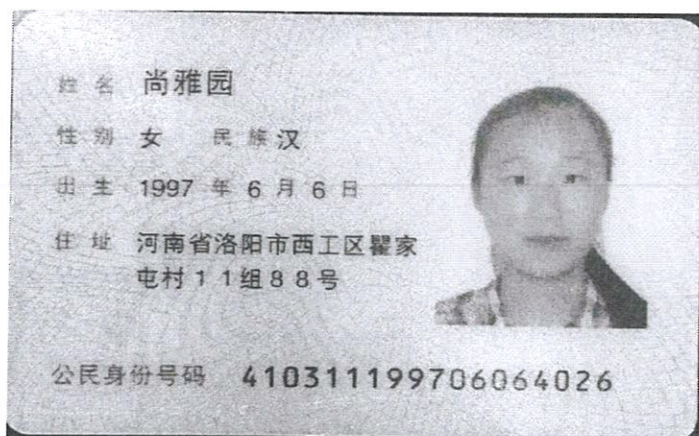 姓名 尚雅园
性别 女 民族 汉
出生 1997 年 6 月 6 日
住址 河南省洛阳市西工区瞿家
屯村11组88号
公民身份号码 410311199706064026